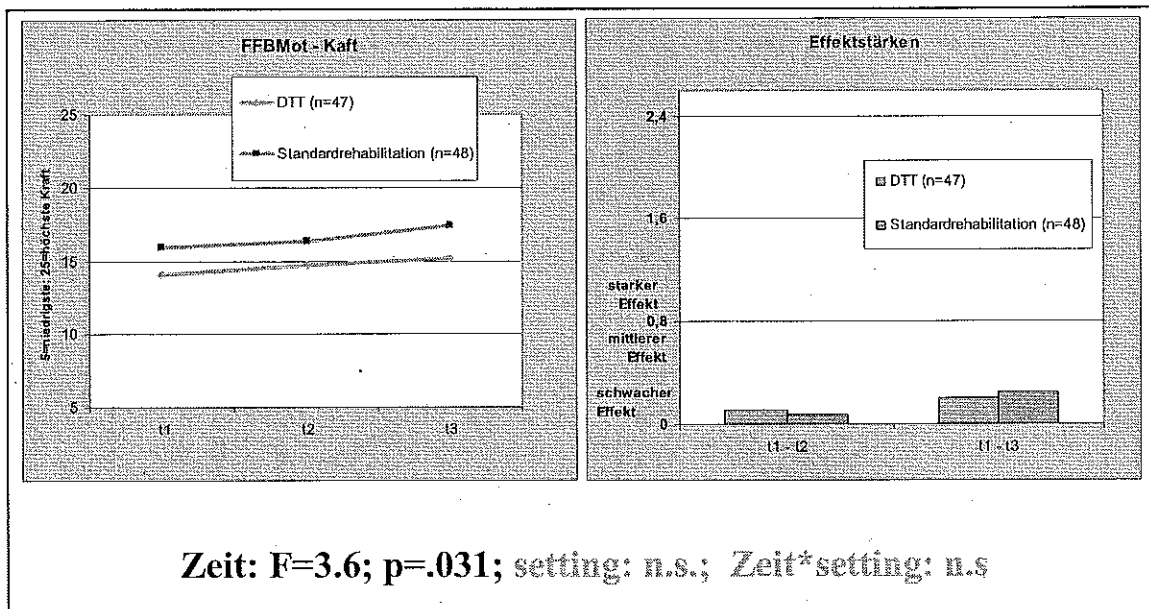 FFBMot - Kaft
DTT (n=47)
Standardrehabilitation (n=48)
5=niedrigste; 25=höchste Kraft
25
20
15
10
5
t1
t2
t3
Effektstärken
2,4
1,6
0,8
0
starker
Effekt
mittlerer
Effekt
schwacher
Effekt
DTT (n=47)
Standardrehabilitation (n=48)
t1 - t2
t1 - t3
Zeit: F=3.6; p=.031; setting: n.s.; Zeit*setting: n.s